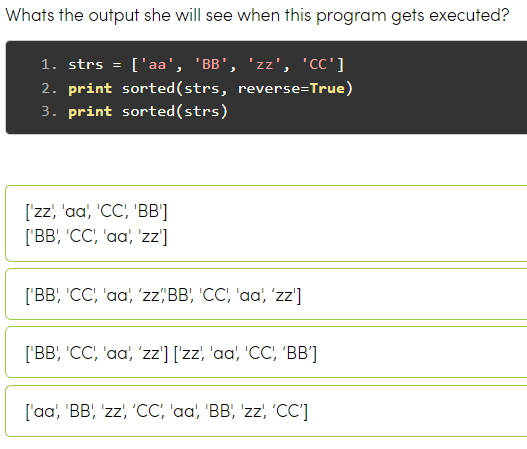 Whats the output she will see when this program gets executed?
1. strs = ['aa', 'BB', 'zz', 'CC']
2. print sorted(strs, reverse=True)
3. print sorted(strs)
['zz', 'aa', 'CC', 'BB']
['BB', 'CC', 'aa', 'zz']
['BB', 'CC', 'aa', ‘zz’,'BB', 'CC', 'aa', ‘zz']
['BB', 'CC', 'aa', ‘zz'] ['zz', 'aa', 'CC', ‘BB’]
['aa', 'BB', 'zz', ‘CC’, 'aa', 'BB', 'zz', ‘CC’]